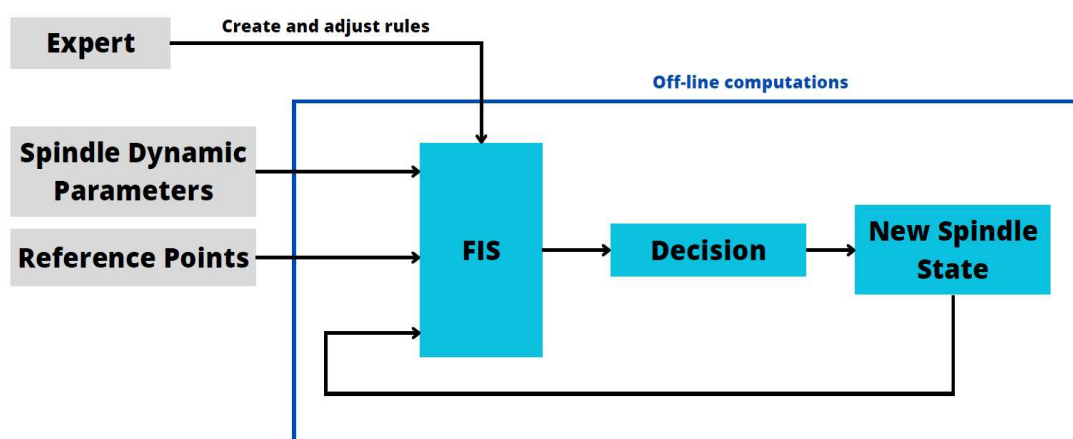 Create and adjust rules
Expert
Off-line computations
Spindle Dynamic
Parameters
Reference Points
FIS
Decision
New Spindle
State